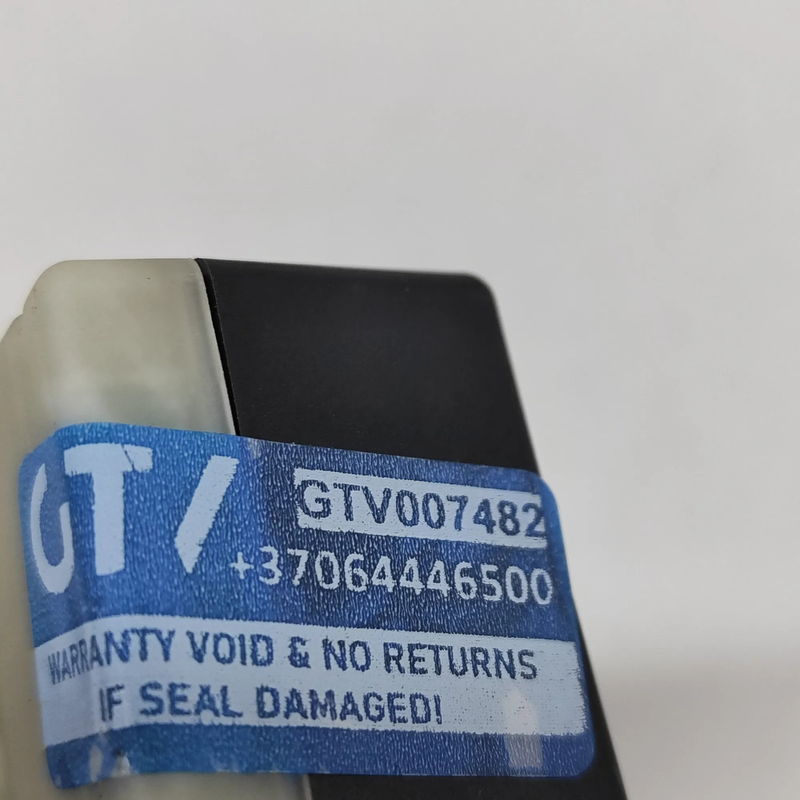 GTV
GTV007482
+37064446500
WARRANTY VOID & NO RETURNS
IF SEAL DAMAGED!